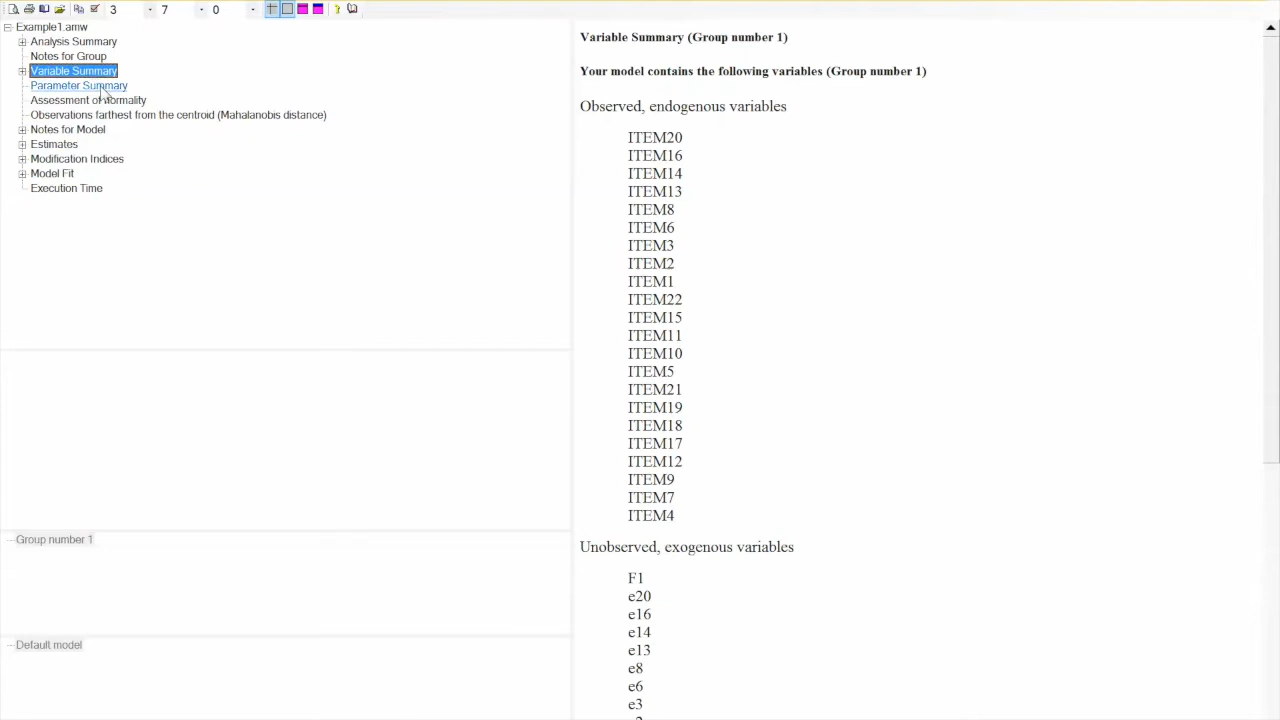 3 7 0
Example1.amw
Analysis Summary
Notes for Group
Variable Summary
Parameter Summary
Assessment of normality
Observations farthest from the centroid (Mahalanobis distance)
Notes for Model
Estimates
Modification Indices
Model Fit
Execution Time
Group number 1
Default model
Variable Summary (Group number 1)
Your model contains the following variables (Group number 1)
Observed, endogenous variables
ITEM20
ITEM16
ITEM14
ITEM13
ITEM8
ITEM6
ITEM3
ITEM2
ITEM1
ITEM22
ITEM15
ITEM11
ITEM10
ITEM5
ITEM21
ITEM19
ITEM18
ITEM17
ITEM12
ITEM9
ITEM7
ITEM4
Unobserved, exogenous variables
F1
e20
e16
e14
e13
e8
e6
e3